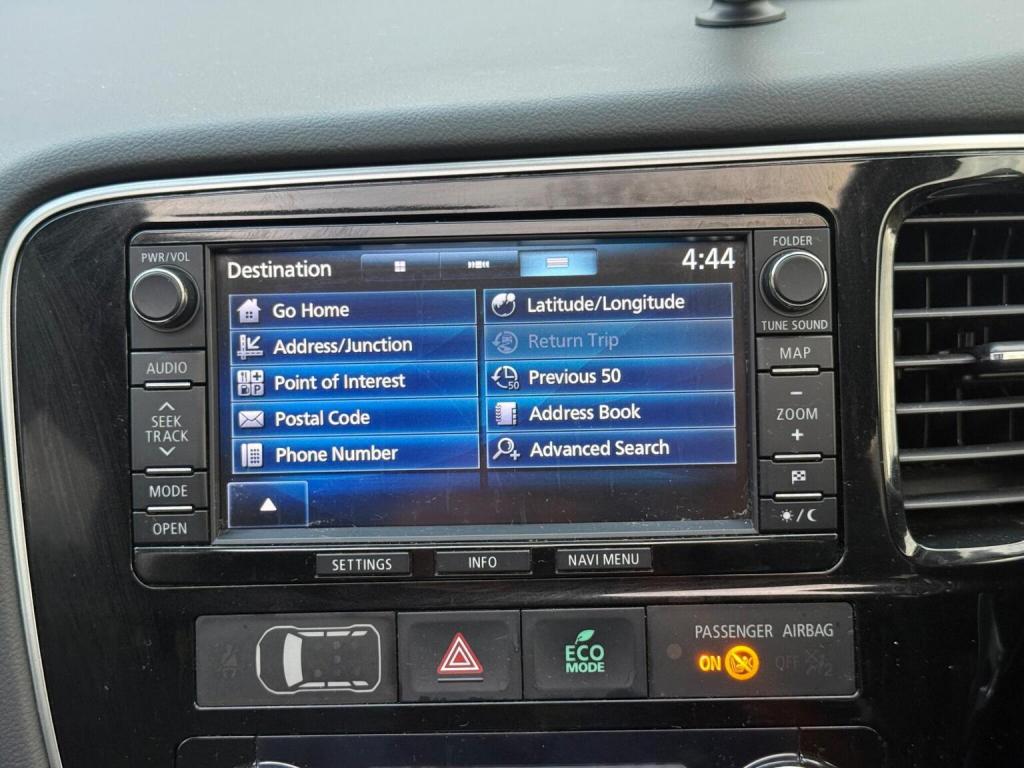 PWR/VOL
AUDIO
SEEK
TRACK
MODE
OPEN
Destination
4:44
Go Home
Address/Junction
Point of Interest
Postal Code
Phone Number
Latitude/Longitude
Return Trip
Previous 50
Address Book
Advanced Search
50
P
FOLDER
TUNE SOUND
MAP
ZOOM
SETTINGS
INFO
NAVI MENU
ECO
MODE
PASSENGER AIRBAG
ON
OFF
2